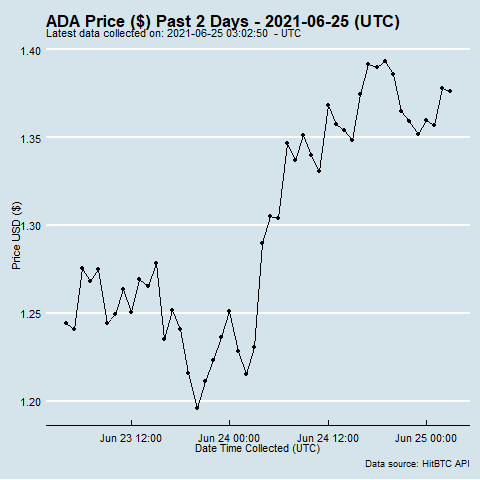 ADA Price ($) Past 2 Days - 2021-06-25 (UTC)
Latest data collected on: 2021-06-25 03:02:50  - UTC
1.40
1.35
1.30
1.25
1.20
Price USD ($)
Jun 23 12:00
Jun 24 00:00
Jun 24 12:00
Jun 25 00:00
Date Time Collected (UTC)
Data source: HitBTC API